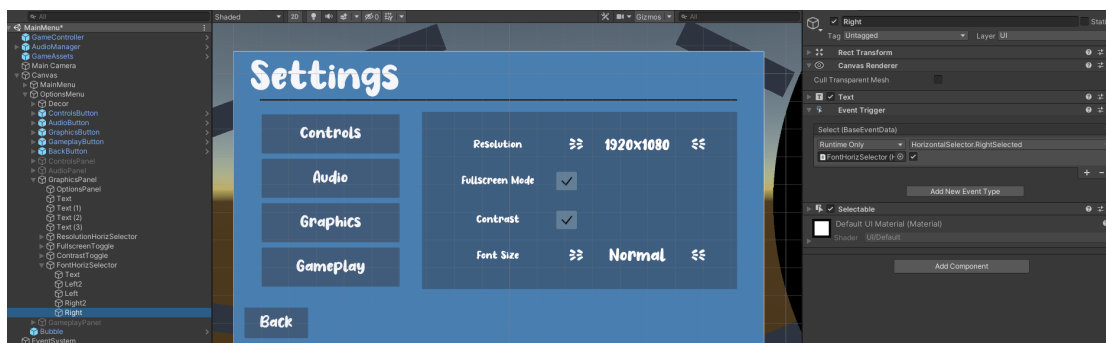 All
MainMenu*
GameController
AudioManager
GameAssets
Main Camera
Canvas
MainMenu
OptionsMenu
Decor
ControlsButton
AudioButton
GraphicsButton
GameplayButton
BackButton
ControlsPanel
AudioPanel
GraphicsPanel
OptionsPanel
Text
Text (1)
Text (2)
Text (3)
ResolutionHorizSelector
FullscreenToggle
ContrastToggle
FontHorizSelector
Text
Left2
Left
Right2
Right
GameplayPanel
Bubble
EventSystem
Shaded 2D 0 Gizmos All
Settings
Controls
Audio
Graphics
Gameplay
Back
Resolution 1920x1080
Fullscreen Mode
Contrast
Font Size Normal
Right Stati
Tag Untagged Layer UI
Rect Transform
Canvas Renderer
Cull Transparent Mesh
Text
Event Trigger
Select (BaseEventData)
Runtime Only HorizontalSelector.RightSelected
FontHorizSelector (H
Add New Event Type
Selectable
Default UI Material (Material)
Shader UI/Default
Add Component